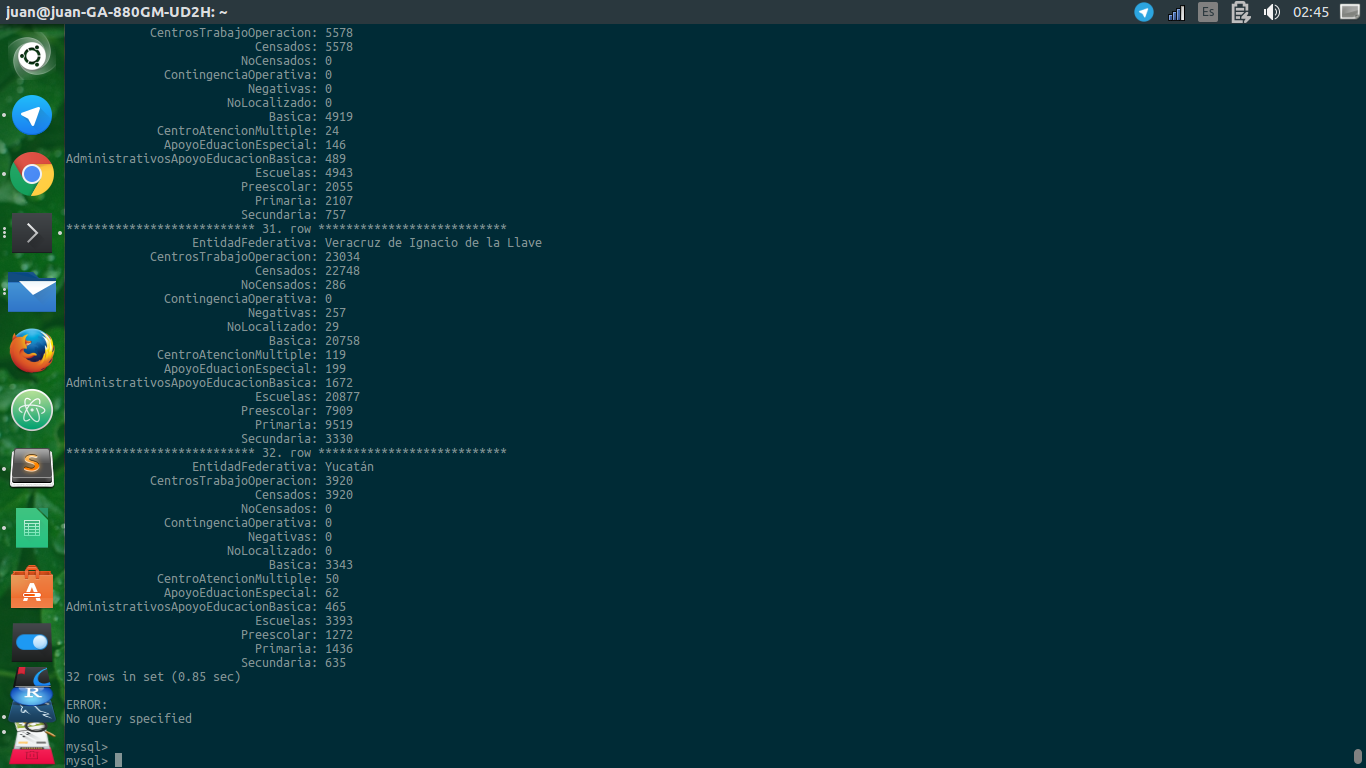 juan@juan-GA-880GM-UD2H: ~
Es
02:45
CentrosTrabajoOperacion: 5578
Censados: 5578
NoCensados: 0
ContingenciaOperativa: 0
Negativas: 0
NoLocalizado: 0
Basica: 4919
CentroAtencionMultiple: 24
ApoyoEduacionEspecial: 146
AdministrativosApoyoEducacionBasica: 489
Escuelas: 4943
Preescolar: 2055
Primaria: 2107
Secundaria: 757
*************************** 31. row ***************************
EntidadFederativa: Veracruz de Ignacio de la Llave
CentrosTrabajoOperacion: 23034
Censados: 22748
NoCensados: 286
ContingenciaOperativa: 0
Negativas: 257
NoLocalizado: 29
Basica: 20758
CentroAtencionMultiple: 119
ApoyoEduacionEspecial: 199
AdministrativosApoyoEducacionBasica: 1672
Escuelas: 20877
Preescolar: 7909
Primaria: 9519
Secundaria: 3330
*************************** 32. row ***************************
EntidadFederativa: Yucatán
CentrosTrabajoOperacion: 3920
Censados: 3920
NoCensados: 0
ContingenciaOperativa: 0
Negativas: 0
NoLocalizado: 0
Basica: 3343
CentroAtencionMultiple: 50
ApoyoEduacionEspecial: 62
AdministrativosApoyoEducacionBasica: 465
Escuelas: 3393
Preescolar: 1272
Primaria: 1436
Secundaria: 635
32 rows in set (0.85 sec)
ERROR:
No query specified
mysql>
mysql>